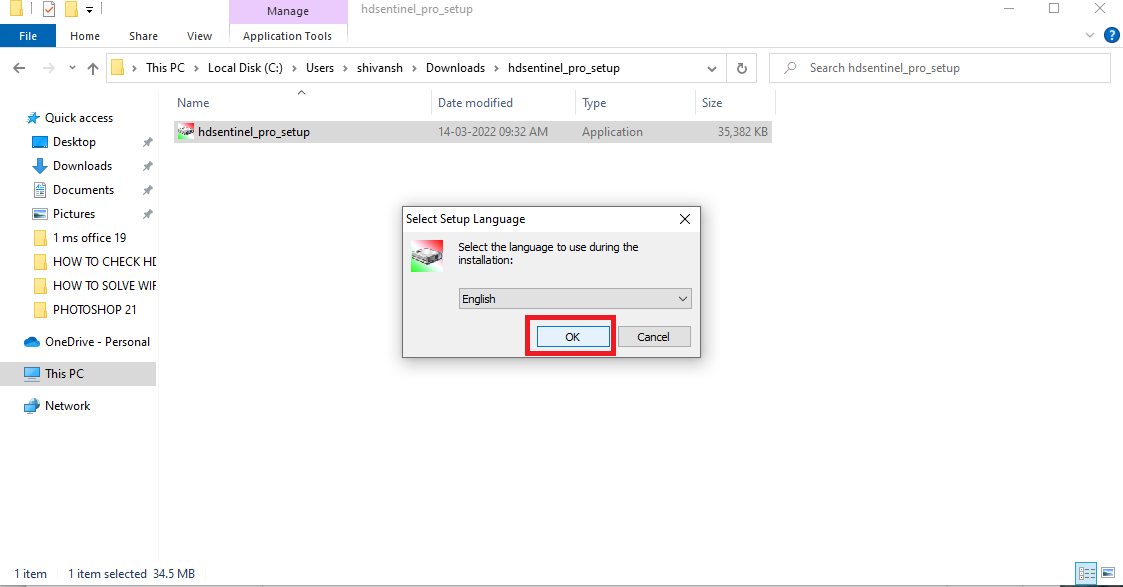 Manage
hdsentinel_pro_setup
File
Home
Share
View
Application Tools
?
This PC
Local Disk (C:)
Users
shivansh
Downloads
hdsentinel_pro_setup
Search hdsentinel_pro_setup
Name
Date modified
Type
Size
hdsentinel_pro_setup
14-03-2022 09:32 AM
Application
35,382 KB
Quick access
Desktop
Downloads
Documents
Pictures
1 ms office 19
HOW TO CHECK HD
HOW TO SOLVE WIF
PHOTOSHOP 21
OneDrive - Personal
This PC
Network
Select Setup Language
Select the language to use during the
installation:
English
OK
Cancel
1 item
1 item selected 34.5 MB